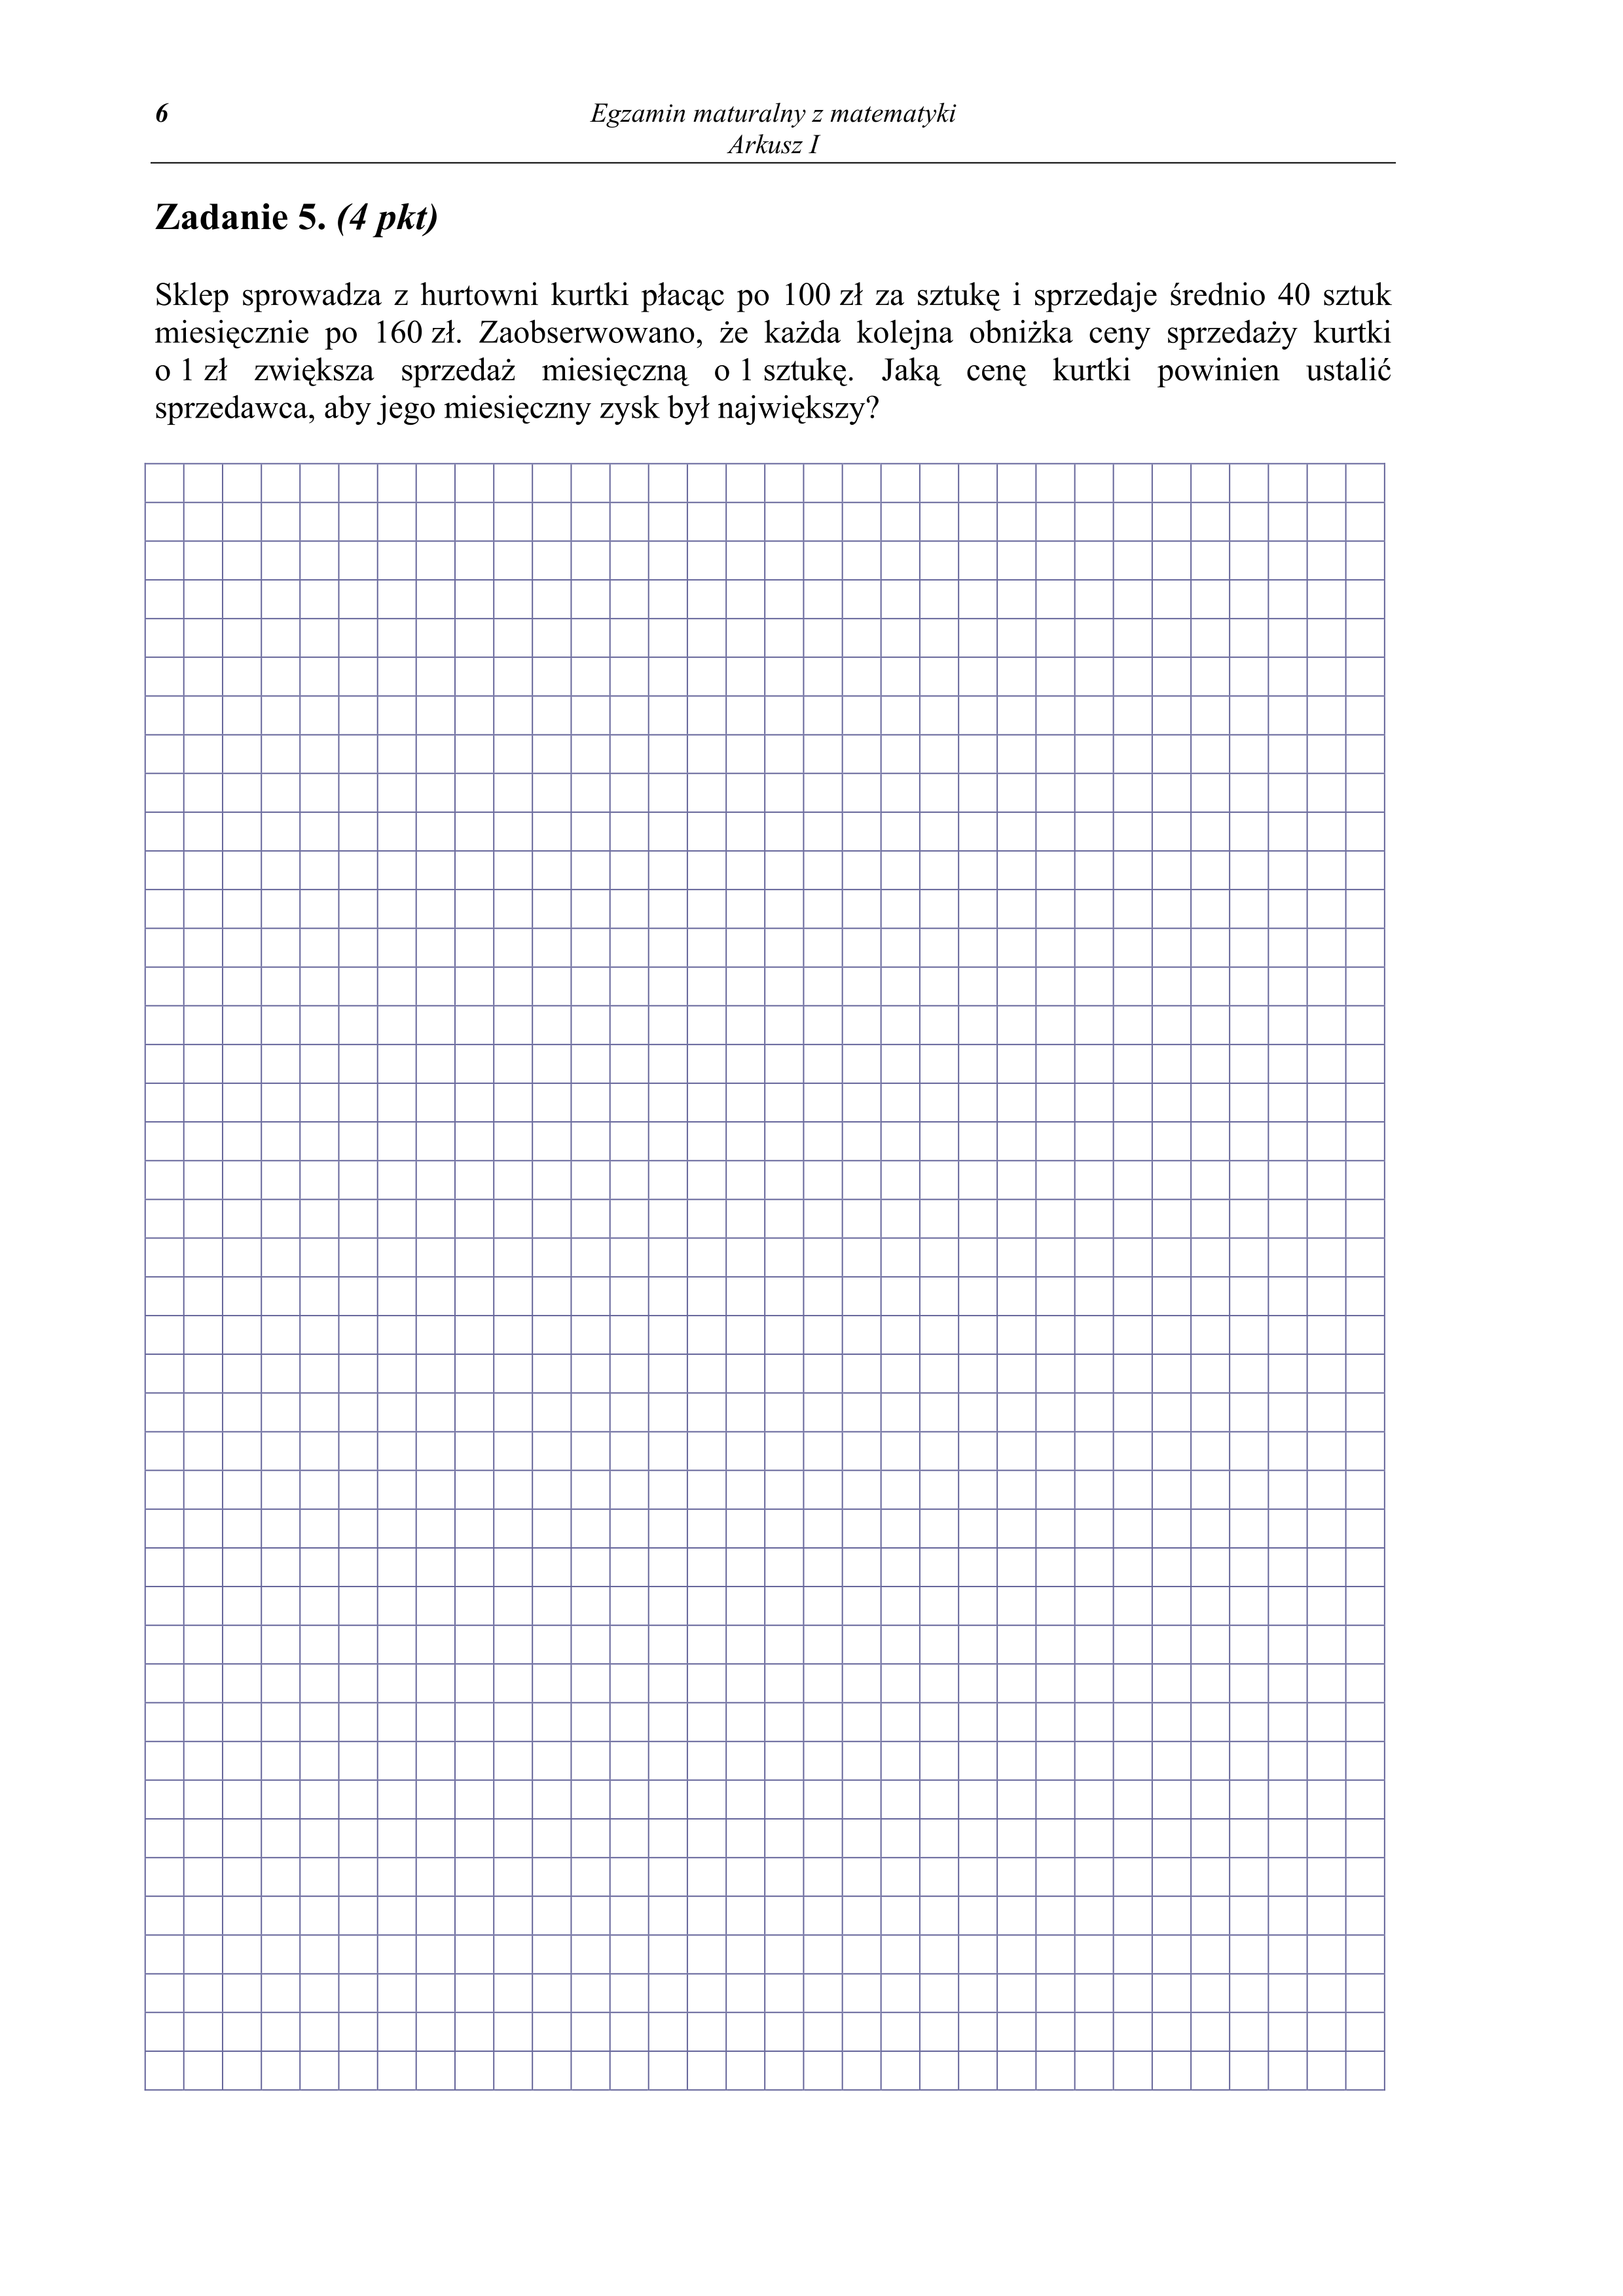 6
Egzamin maturalny z matematyki
Arkusz I
Zadanie 5. (4 pkt)
Sklep sprowadza z hurtowni kurtki płacąc po 100 zł za sztukę i sprzedaje średnio 40 sztuk
miesięcznie po 160 zł. Zaobserwowano, że każda kolejna obniżka ceny sprzedaży kurtki
o 1 zł zwiększa sprzedaż miesięczną o 1 sztukę. Jaką cenę kurtki powinien ustalić
sprzedawca, aby jego miesięczny zysk był największy?